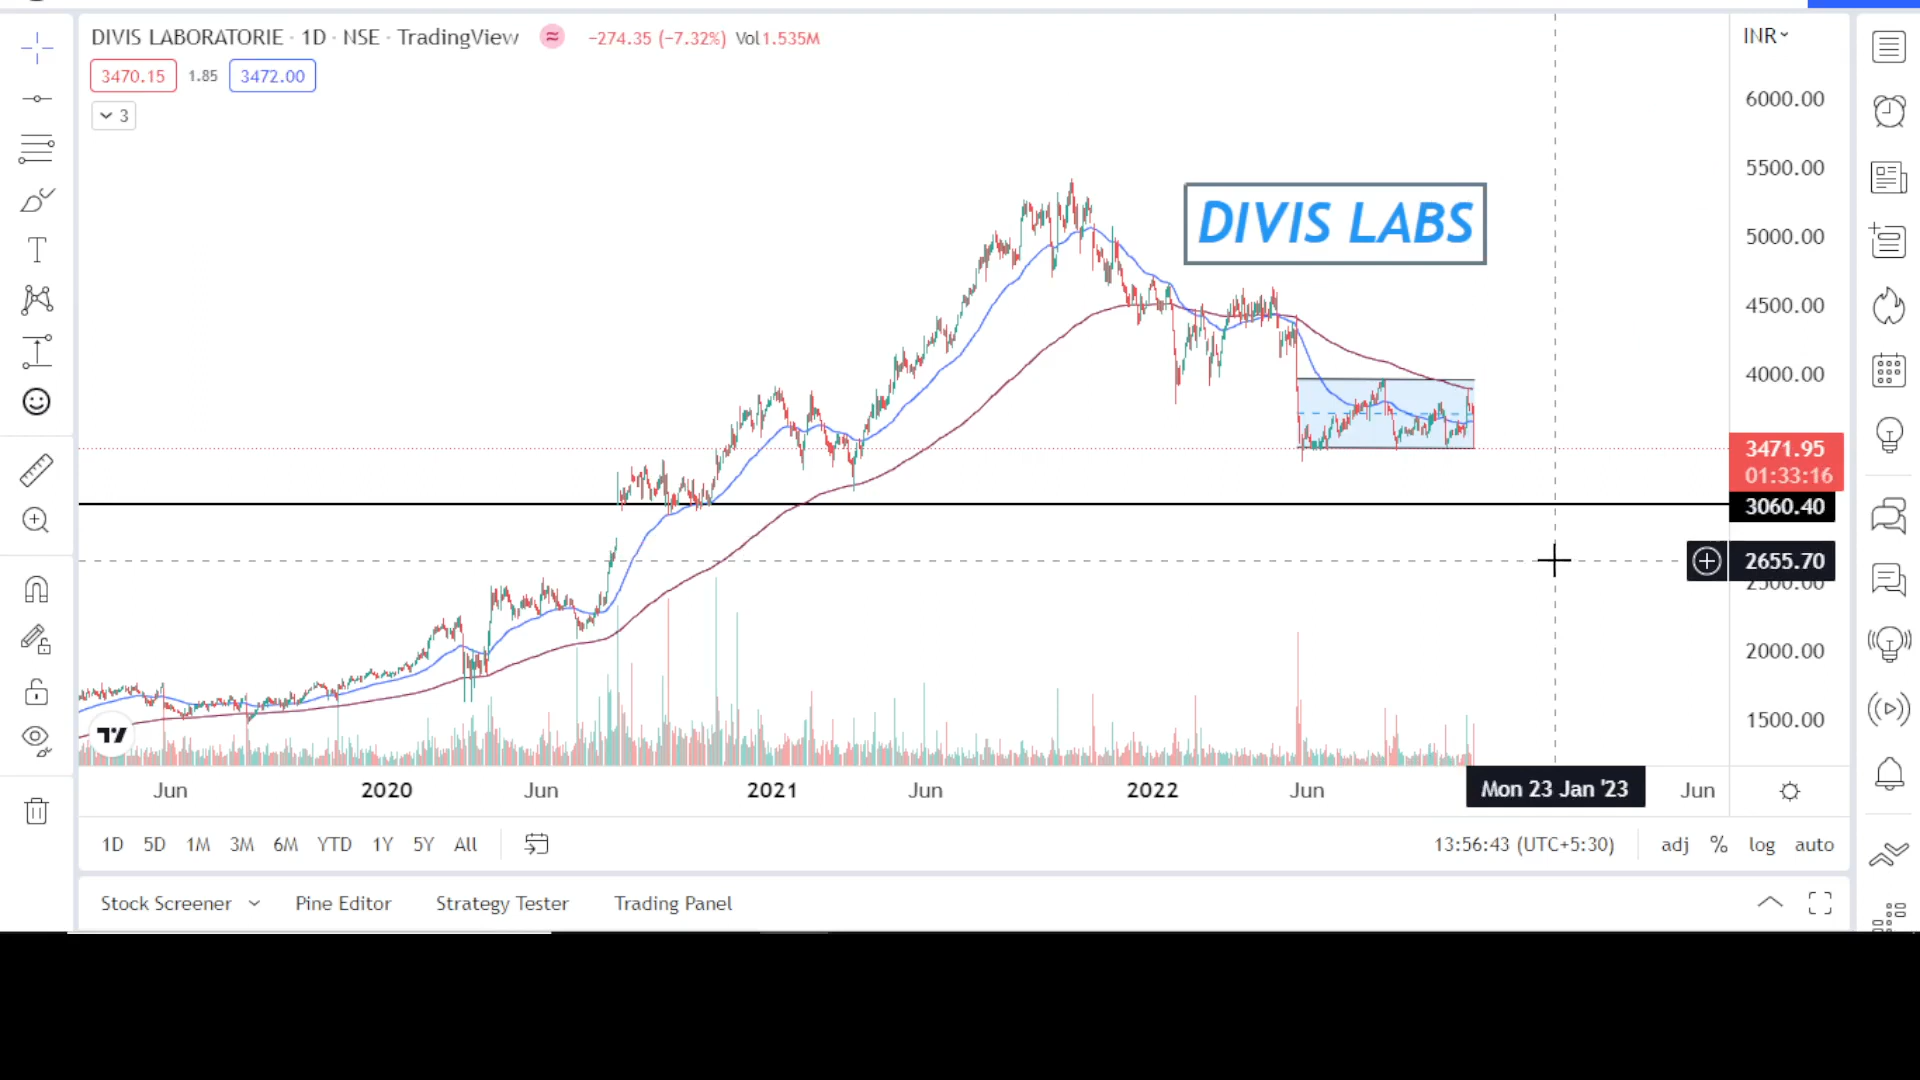 DIVIS LABORATORIE · 1D · NSE · TradingView ≈ −274.35 (−7.32%) Vol1.535M
3470.15 1.85 3472.00
3
INR
DIVIS LABS
6000.00
5500.00
5000.00
4500.00
4000.00
3471.95
01:33:16
3060.40
2655.70
2500.00
2000.00
1500.00
Jun 2020 Jun 2021 Jun 2022 Jun Mon 23 Jan '23 Jun
1D 5D 1M 3M 6M YTD 1Y 5Y All 13:56:43 (UTC+5:30) adj % log auto
Stock Screener Pine Editor Strategy Tester Trading Panel